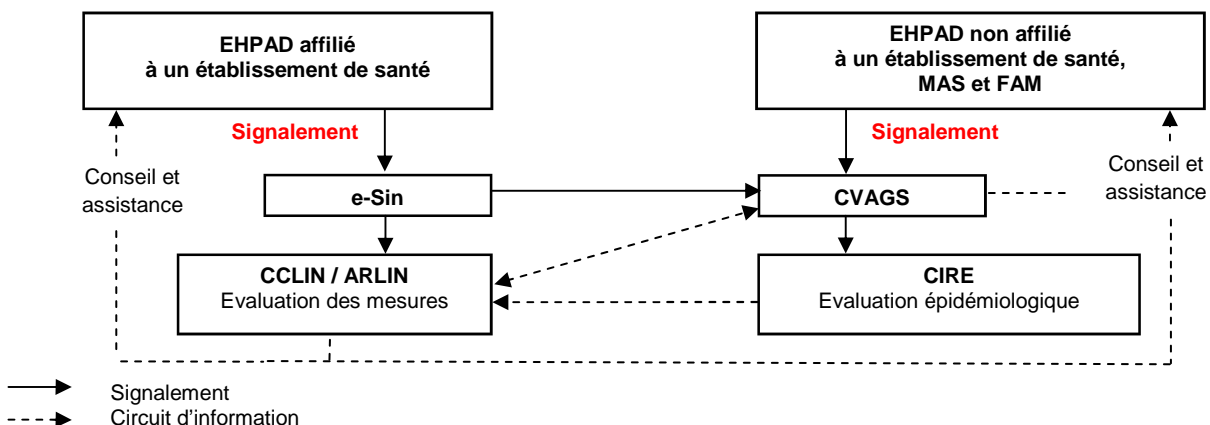 EHPAD affilié
à un établissement de santé
EHPAD non affilié
à un établissement de santé,
MAS et FAM
Signalement
Signalement
Conseil et
assistance
Conseil et
assistance
e-Sin
CVAGS
CCLIN / ARLIN
Evaluation des mesures
CIRE
Evaluation épidémiologique
Signalement
Circuit d'information